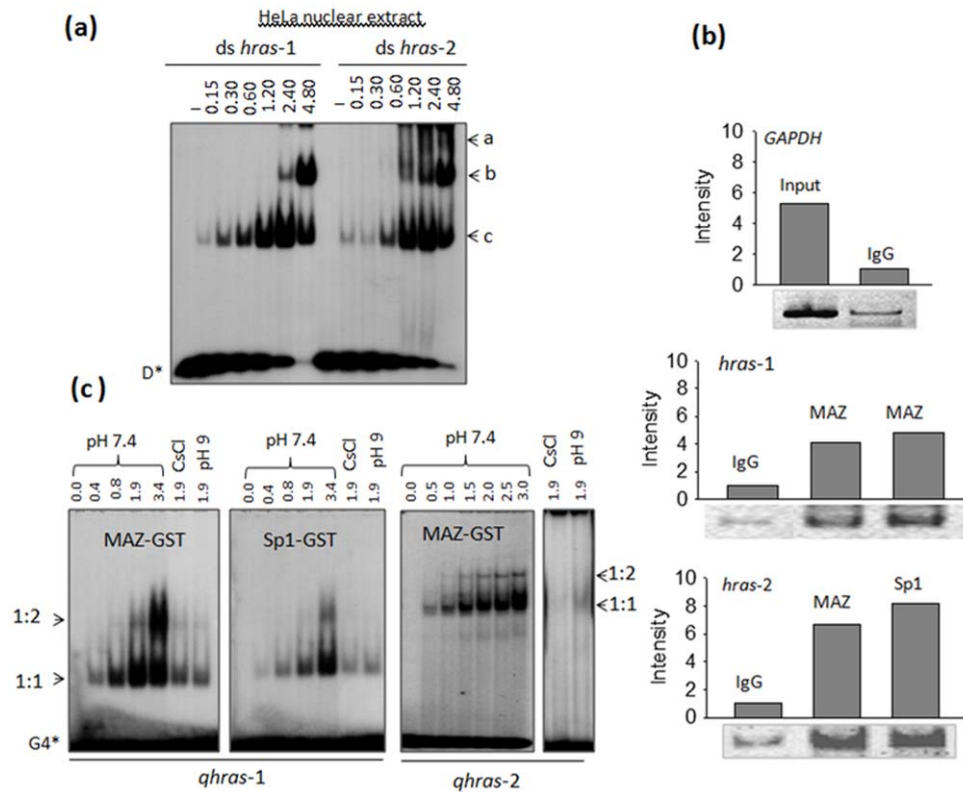 (a)
HeLa nuclear extract
ds hras-1 ds hras-2
– 0.15 0.30 0.60 1.20 2.40 4.80 – 0.15 0.30 0.60 1.20 2.40 4.80
a
b
c
D*
(b)
GAPDH
Intensity
10
8
6
4
2
0
Input
IgG
hras-1
Intensity
10
8
6
4
2
0
IgG
MAZ
MAZ
hras-2
Intensity
10
8
6
4
2
0
IgG
MAZ
Sp1
(c)
pH 7.4 CsCl pH 9 pH 7.4 CsCl pH 9 pH 7.4 CsCl pH 9
0.0 0.4 0.8 1.9 3.4 1.9 1.9 0.0 0.4 0.8 1.9 3.4 1.9 1.9 0.0 0.5 1.0 1.5 2.0 2.5 3.0 1.9 1.9
MAZ-GST Sp1-GST MAZ-GST
1:2
1:1
G4*
1:2
1:1
qhras-1 qhras-2